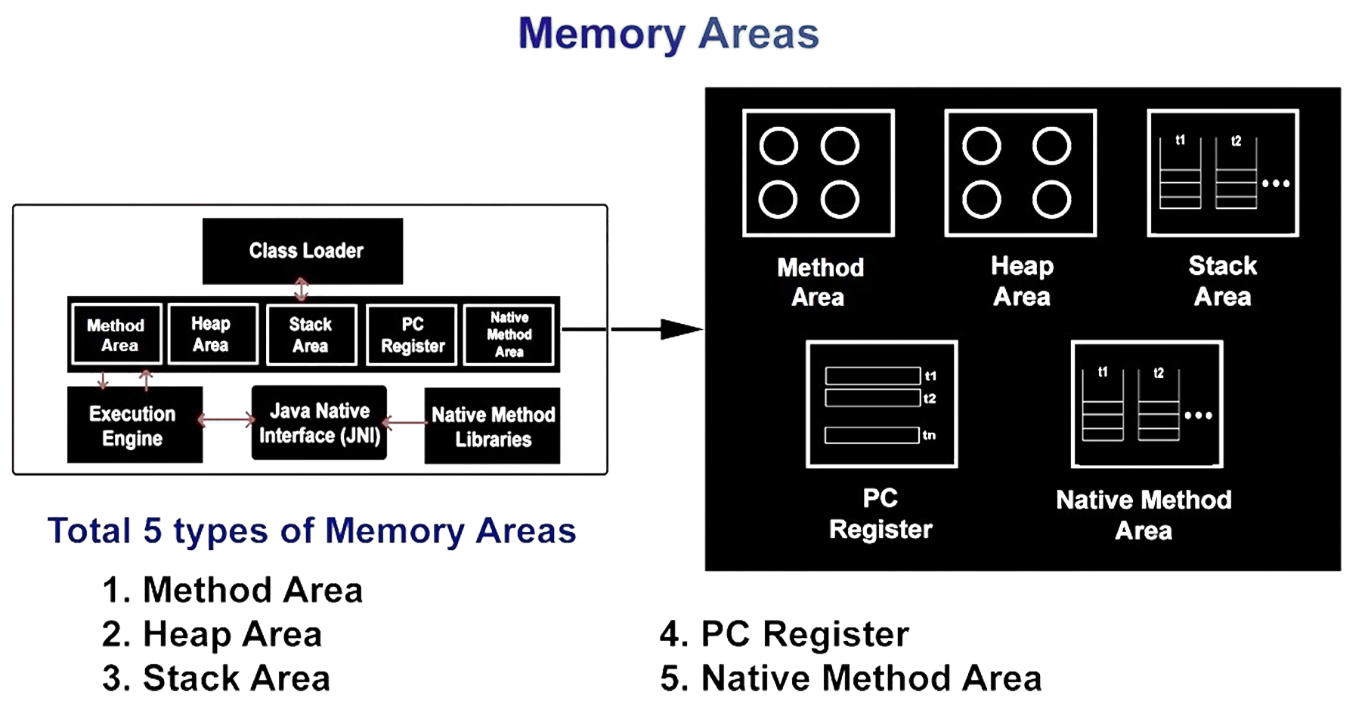 Memory Areas
Class Loader
Method
Area
Heap
Area
Stack
Area
PC
Register
Native
Method
Area
Execution
Engine
Java Native
Interface (JNI)
Native Method
Libraries
t1 t2
Method
Area
Heap
Area
Stack
Area
t1
t2
tn
t1 t2
PC
Register
Native Method
Area
Total 5 types of Memory Areas
1. Method Area
2. Heap Area
3. Stack Area
4. PC Register
5. Native Method Area